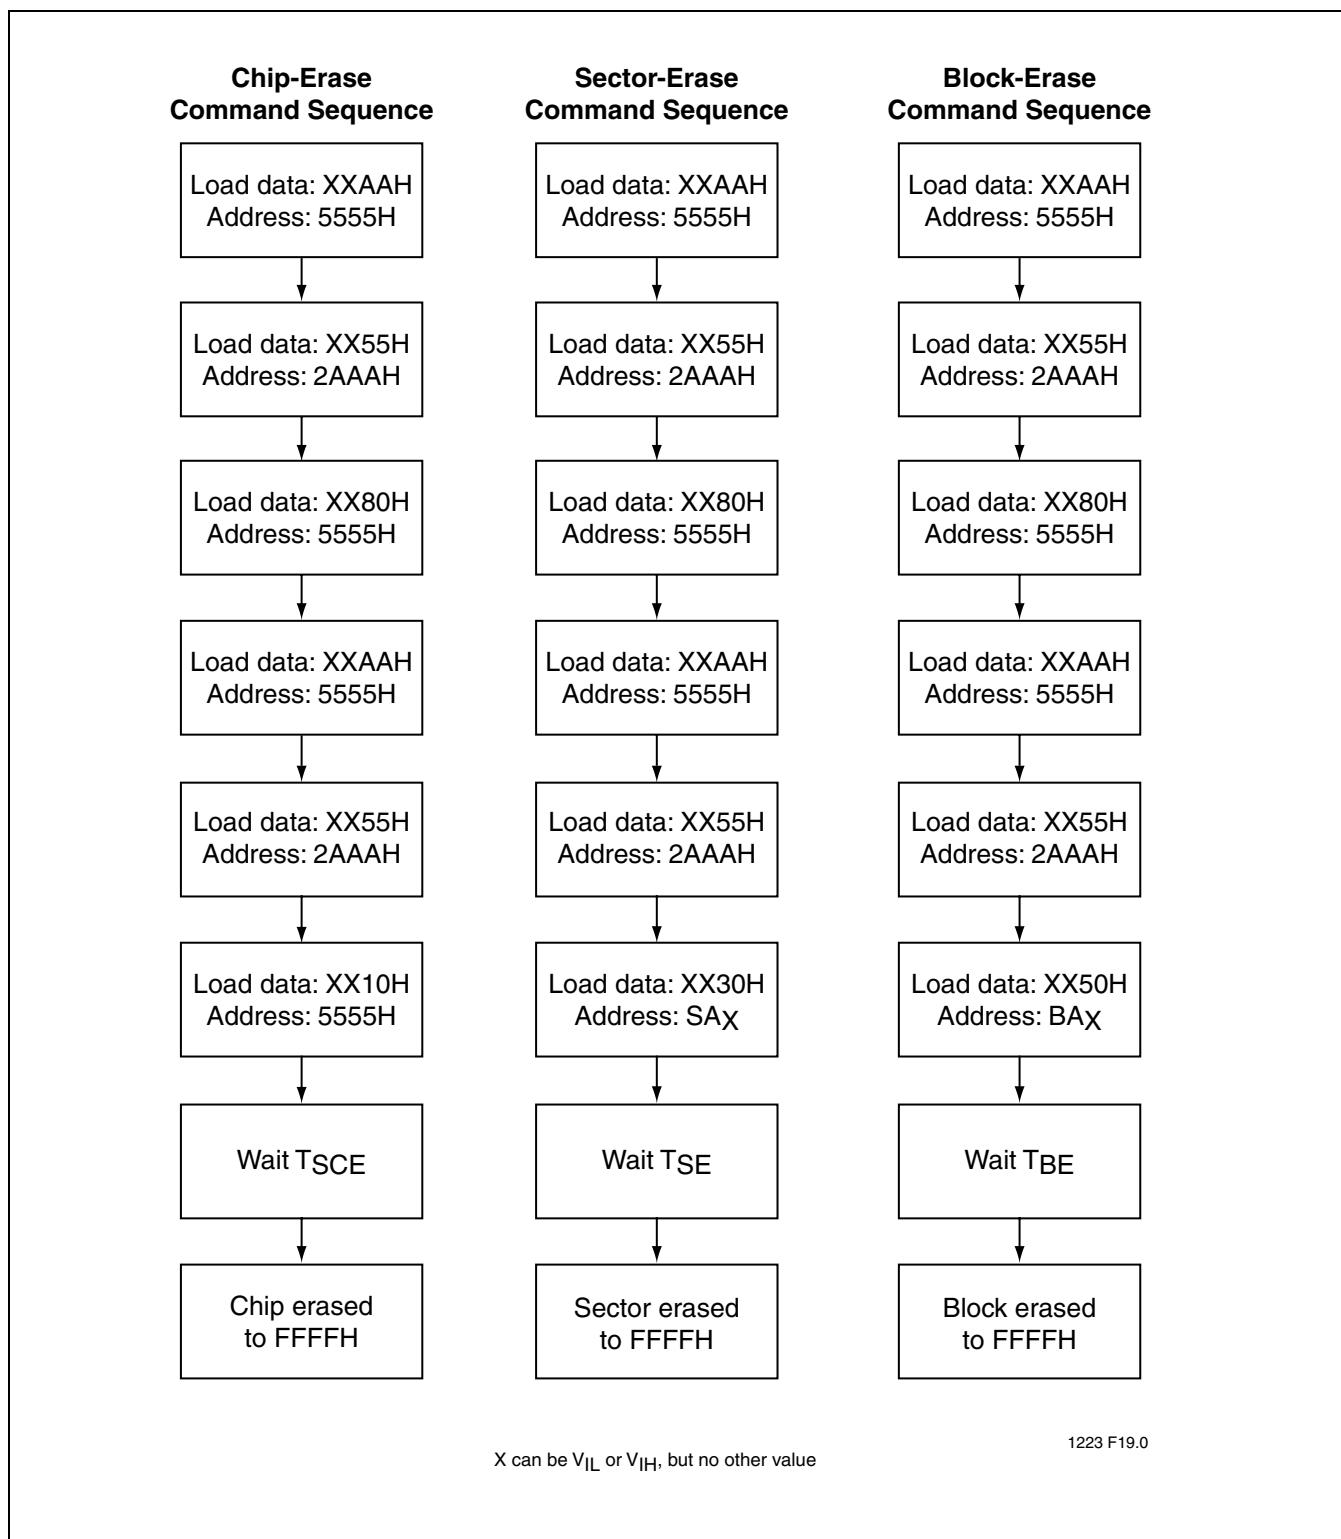 Chip-Erase
Command Sequence
Load data: XXAAH
Address: 5555H
Load data: XX55H
Address: 2AAAH
Load data: XX80H
Address: 5555H
Load data: XXAAH
Address: 5555H
Load data: XX55H
Address: 2AAAH
Load data: XX10H
Address: 5555H
Wait TSCE
Chip erased
to FFFFH
Sector-Erase
Command Sequence
Load data: XXAAH
Address: 5555H
Load data: XX55H
Address: 2AAAH
Load data: XX80H
Address: 5555H
Load data: XXAAH
Address: 5555H
Load data: XX55H
Address: 2AAAH
Load data: XX30H
Address: SAX
Wait TSE
Sector erased
to FFFFH
Block-Erase
Command Sequence
Load data: XXAAH
Address: 5555H
Load data: XX55H
Address: 2AAAH
Load data: XX80H
Address: 5555H
Load data: XXAAH
Address: 5555H
Load data: XX55H
Address: 2AAAH
Load data: XX50H
Address: BAX
Wait TBE
Block erased
to FFFFH
1223 F19.0
X can be VIL or VIH, but no other value